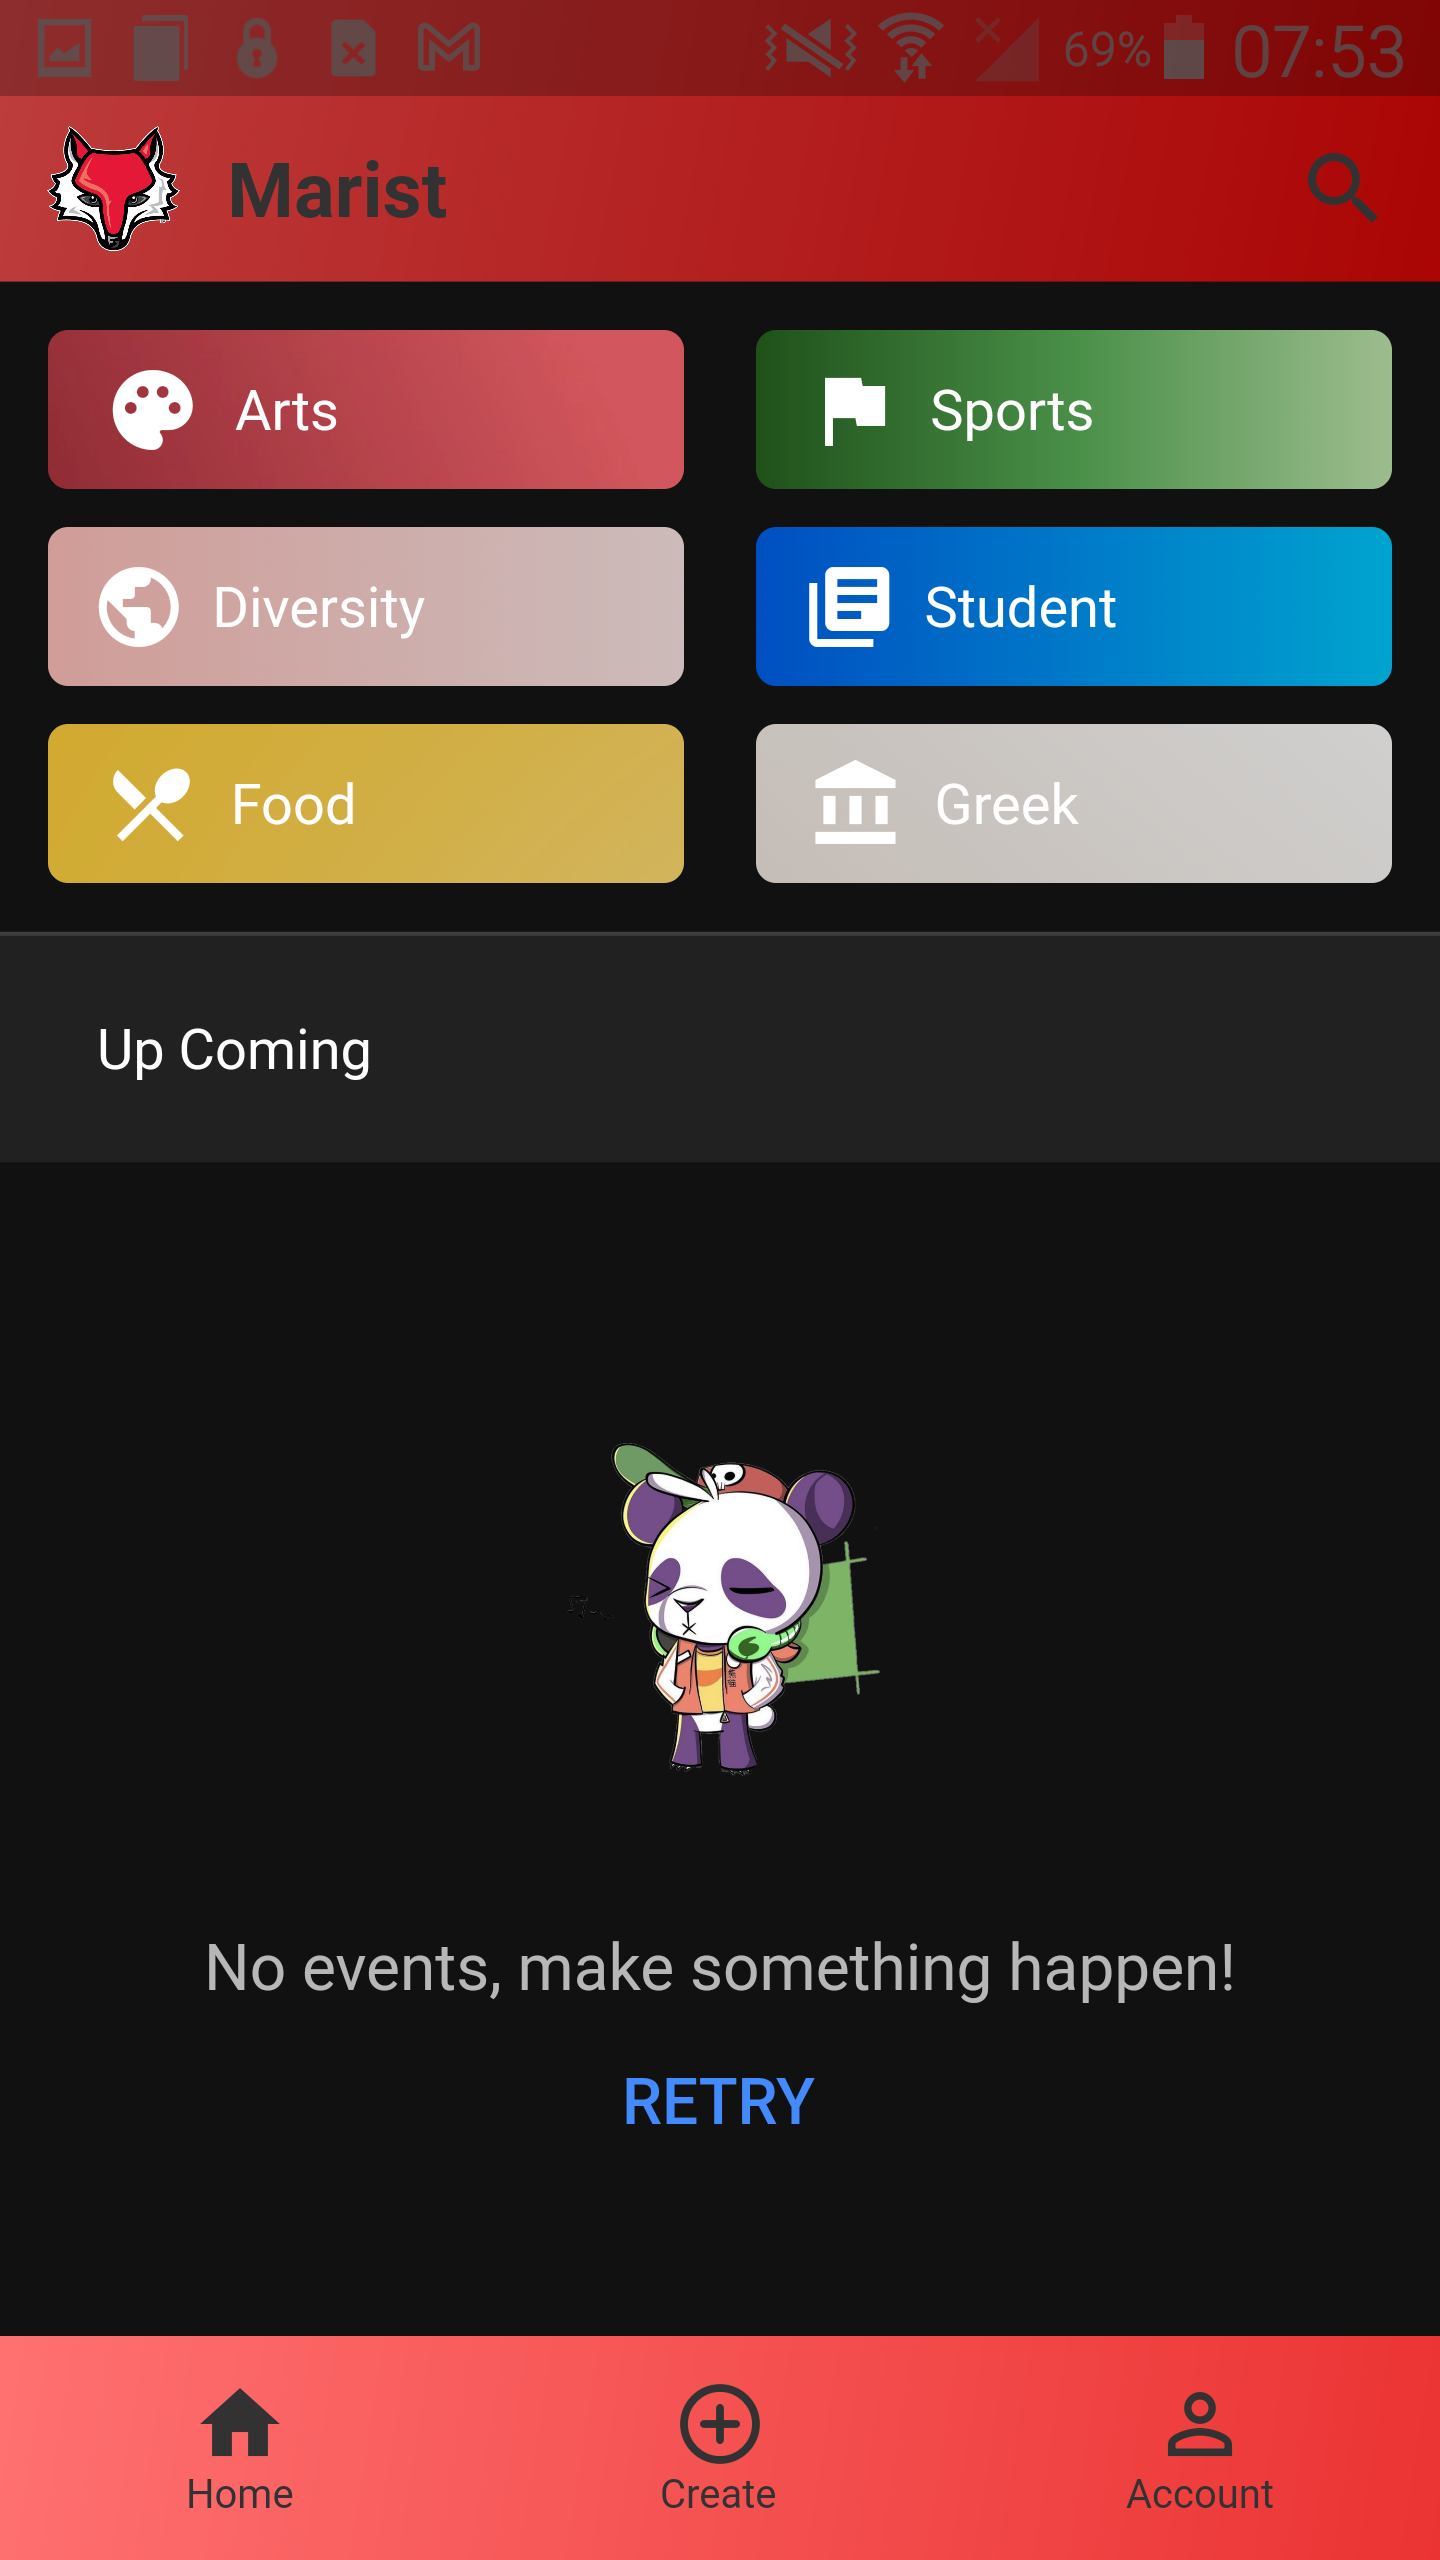 69% 07:53
Marist
Arts
Sports
Diversity
Student
Food
Greek
Up Coming
No events, make something happen!
RETRY
Home
Create
Account